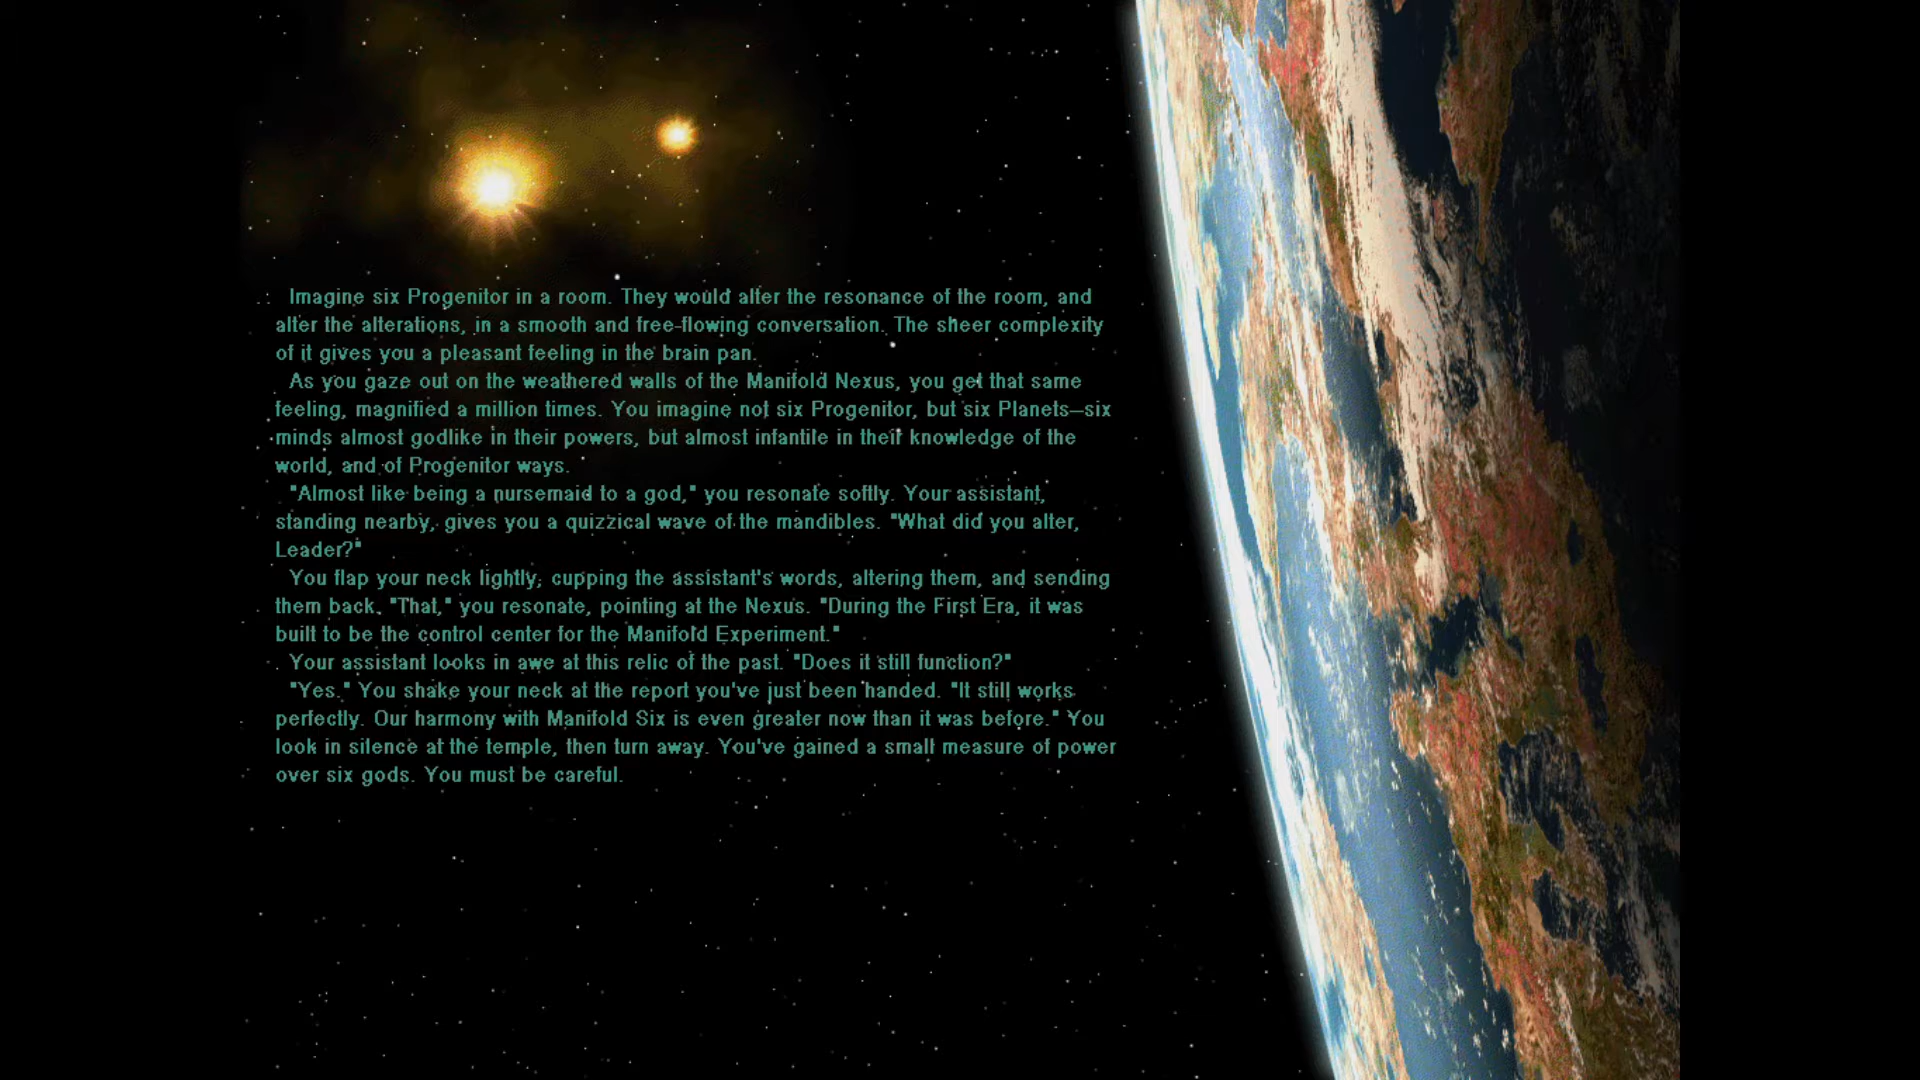 Imagine six Progenitor in a room. They would alter the resonance of the room, and
alter the alterations, in a smooth and free-flowing conversation. The sheer complexity
of it gives you a pleasant feeling in the brain pan.
As you gaze out on the weathered walls of the Manifold Nexus, you get that same
feeling, magnified a million times. You imagine not six Progenitor, but six Planets—six
minds almost godlike in their powers, but almost infantile in their knowledge of the
world, and of Progenitor ways.
"Almost like being a nursemaid to a god," you resonate softly. Your assistant,
standing nearby, gives you a quizzical wave of the mandibles. "What did you alter,
Leader?"
You flap your neck lightly, cupping the assistant's words, altering them, and sending
them back. "That," you resonate, pointing at the Nexus. "During the First Era, it was
built to be the control center for the Manifold Experiment."
Your assistant looks in awe at this relic of the past. "Does it still function?"
"Yes." You shake your neck at the report you've just been handed. "It still works
perfectly. Our harmony with Manifold Six is even greater now than it was before." You
look in silence at the temple, then turn away. You've gained a small measure of power
over six gods. You must be careful.